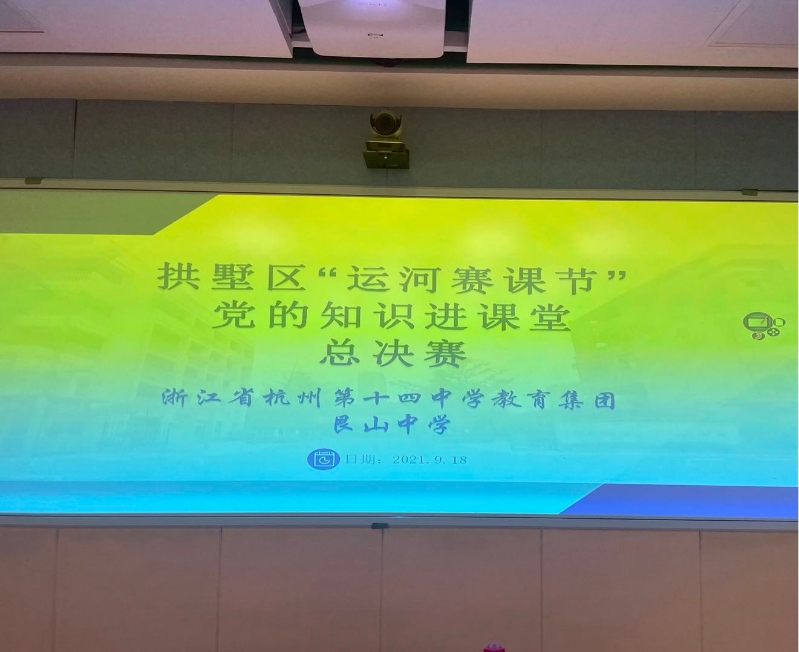 拱墅区“运河赛课节”
党的知识进课堂
总决赛
浙江省杭州第十四中学教育集团
艮山中学
日期：2021.9.18